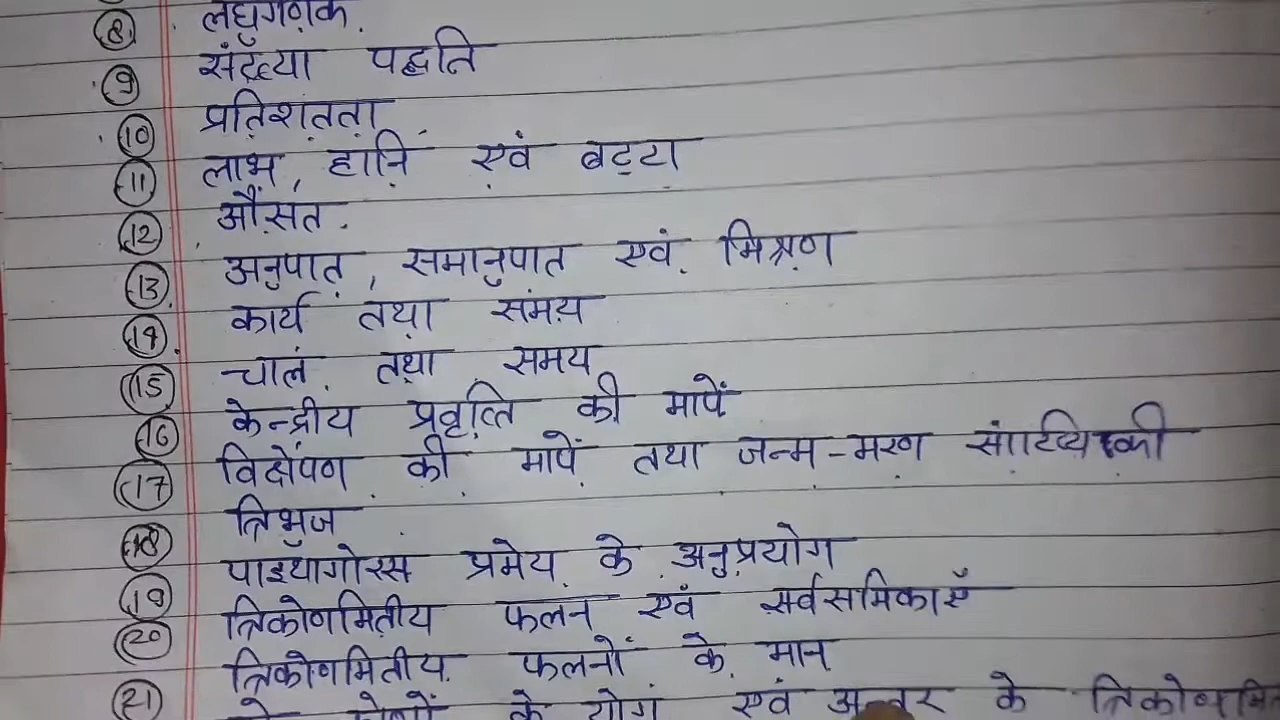 (8) लघुगणक.
(9) संख्या पद्धति
(10) प्रतिशतता
(11) लाभ, हानि एवं बट्टा
(12) औसत.
(13) अनुपात, समानुपात एवं मिश्रण
(14) कार्य तथा समय
(15) चाल तथा समय
(16) केन्द्रीय प्रवृत्ति की मापें
(17) विक्षेपण की मापें तथा जन्म-मरण सांख्यिकी
(18) त्रिभुज
(19) पाइथागोरस प्रमेय के अनुप्रयोग
(20) त्रिकोणमितीय फलन एवं सर्वसमिकाएँ
(21) त्रिकोणमितीय फलनों के मान
के योग एवं अन्तर के